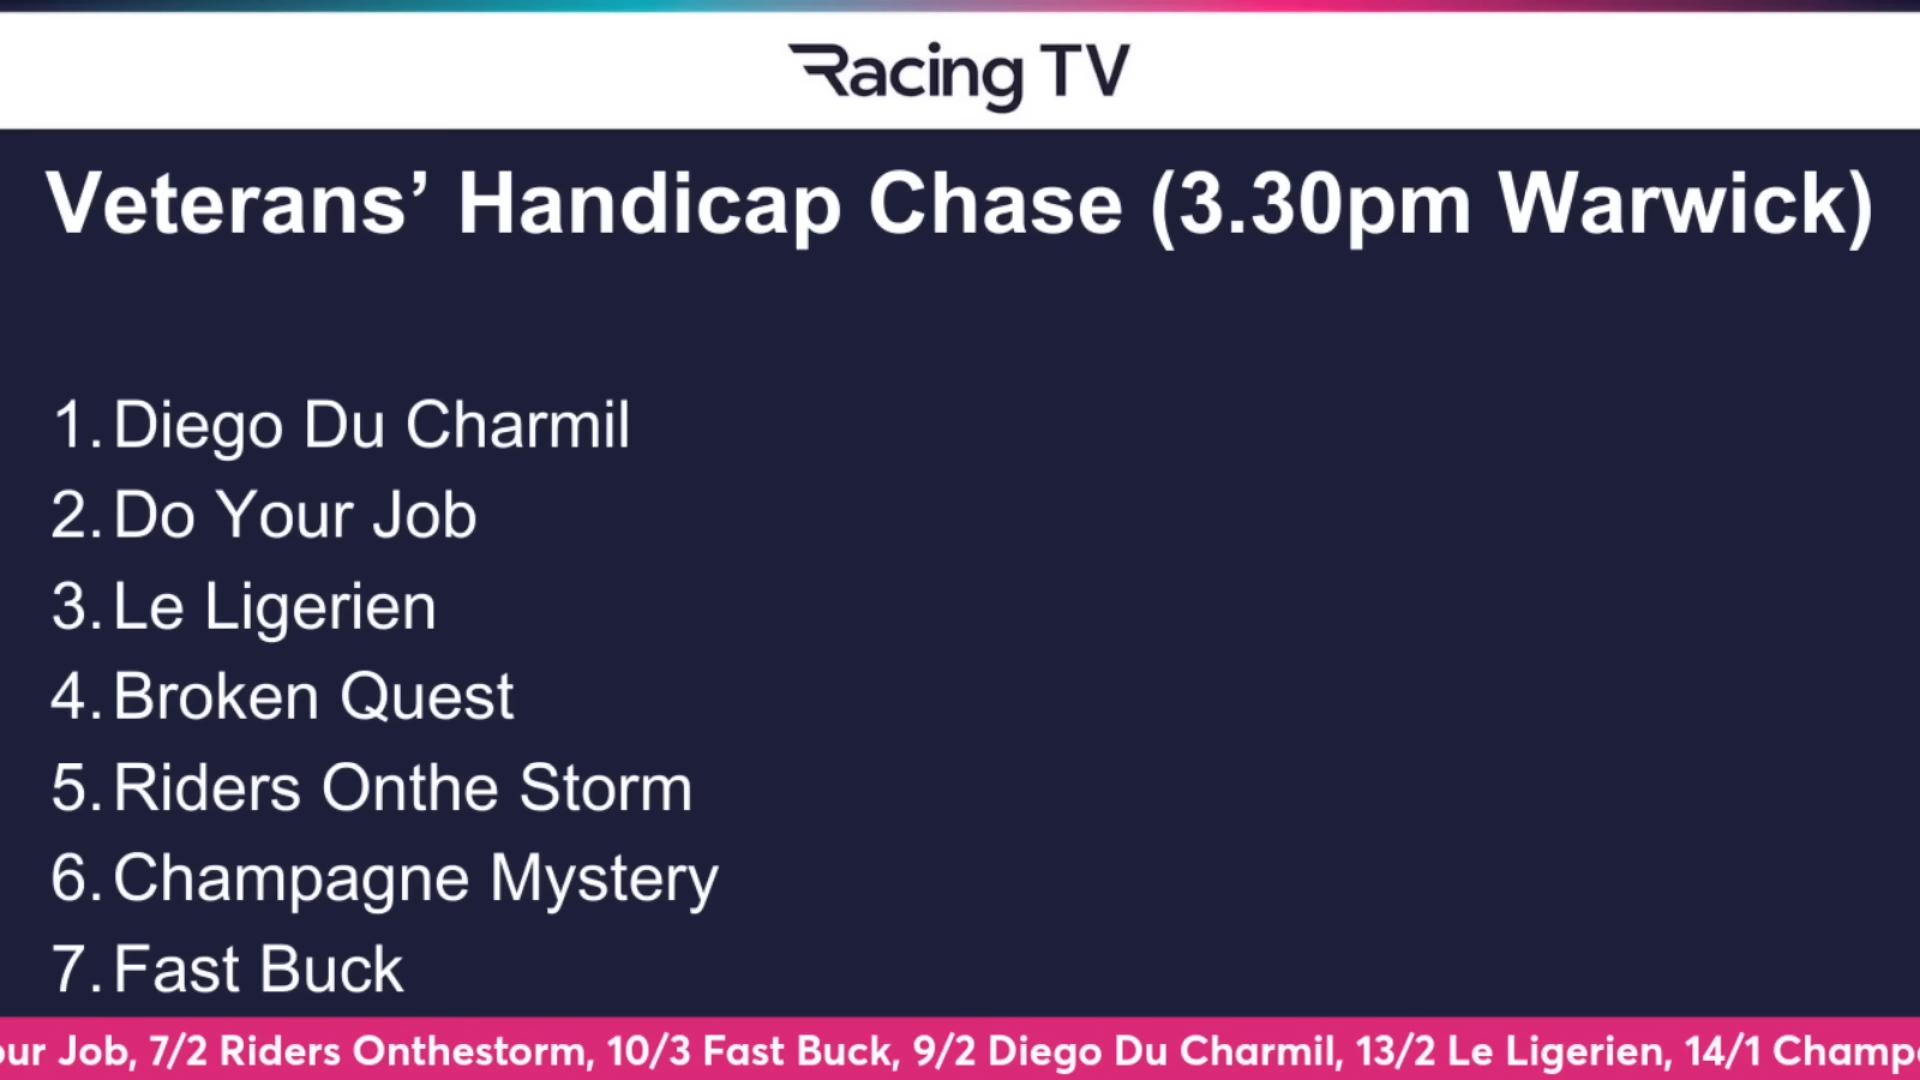 Racing TV
Veterans’ Handicap Chase (3.30pm Warwick)
1. Diego Du Charmil
2. Do Your Job
3. Le Ligerien
4. Broken Quest
5. Riders Onthe Storm
6. Champagne Mystery
7. Fast Buck
our Job, 7/2 Riders Onthestorm, 10/3 Fast Buck, 9/2 Diego Du Charmil, 13/2 Le Ligerien, 14/1 Champ